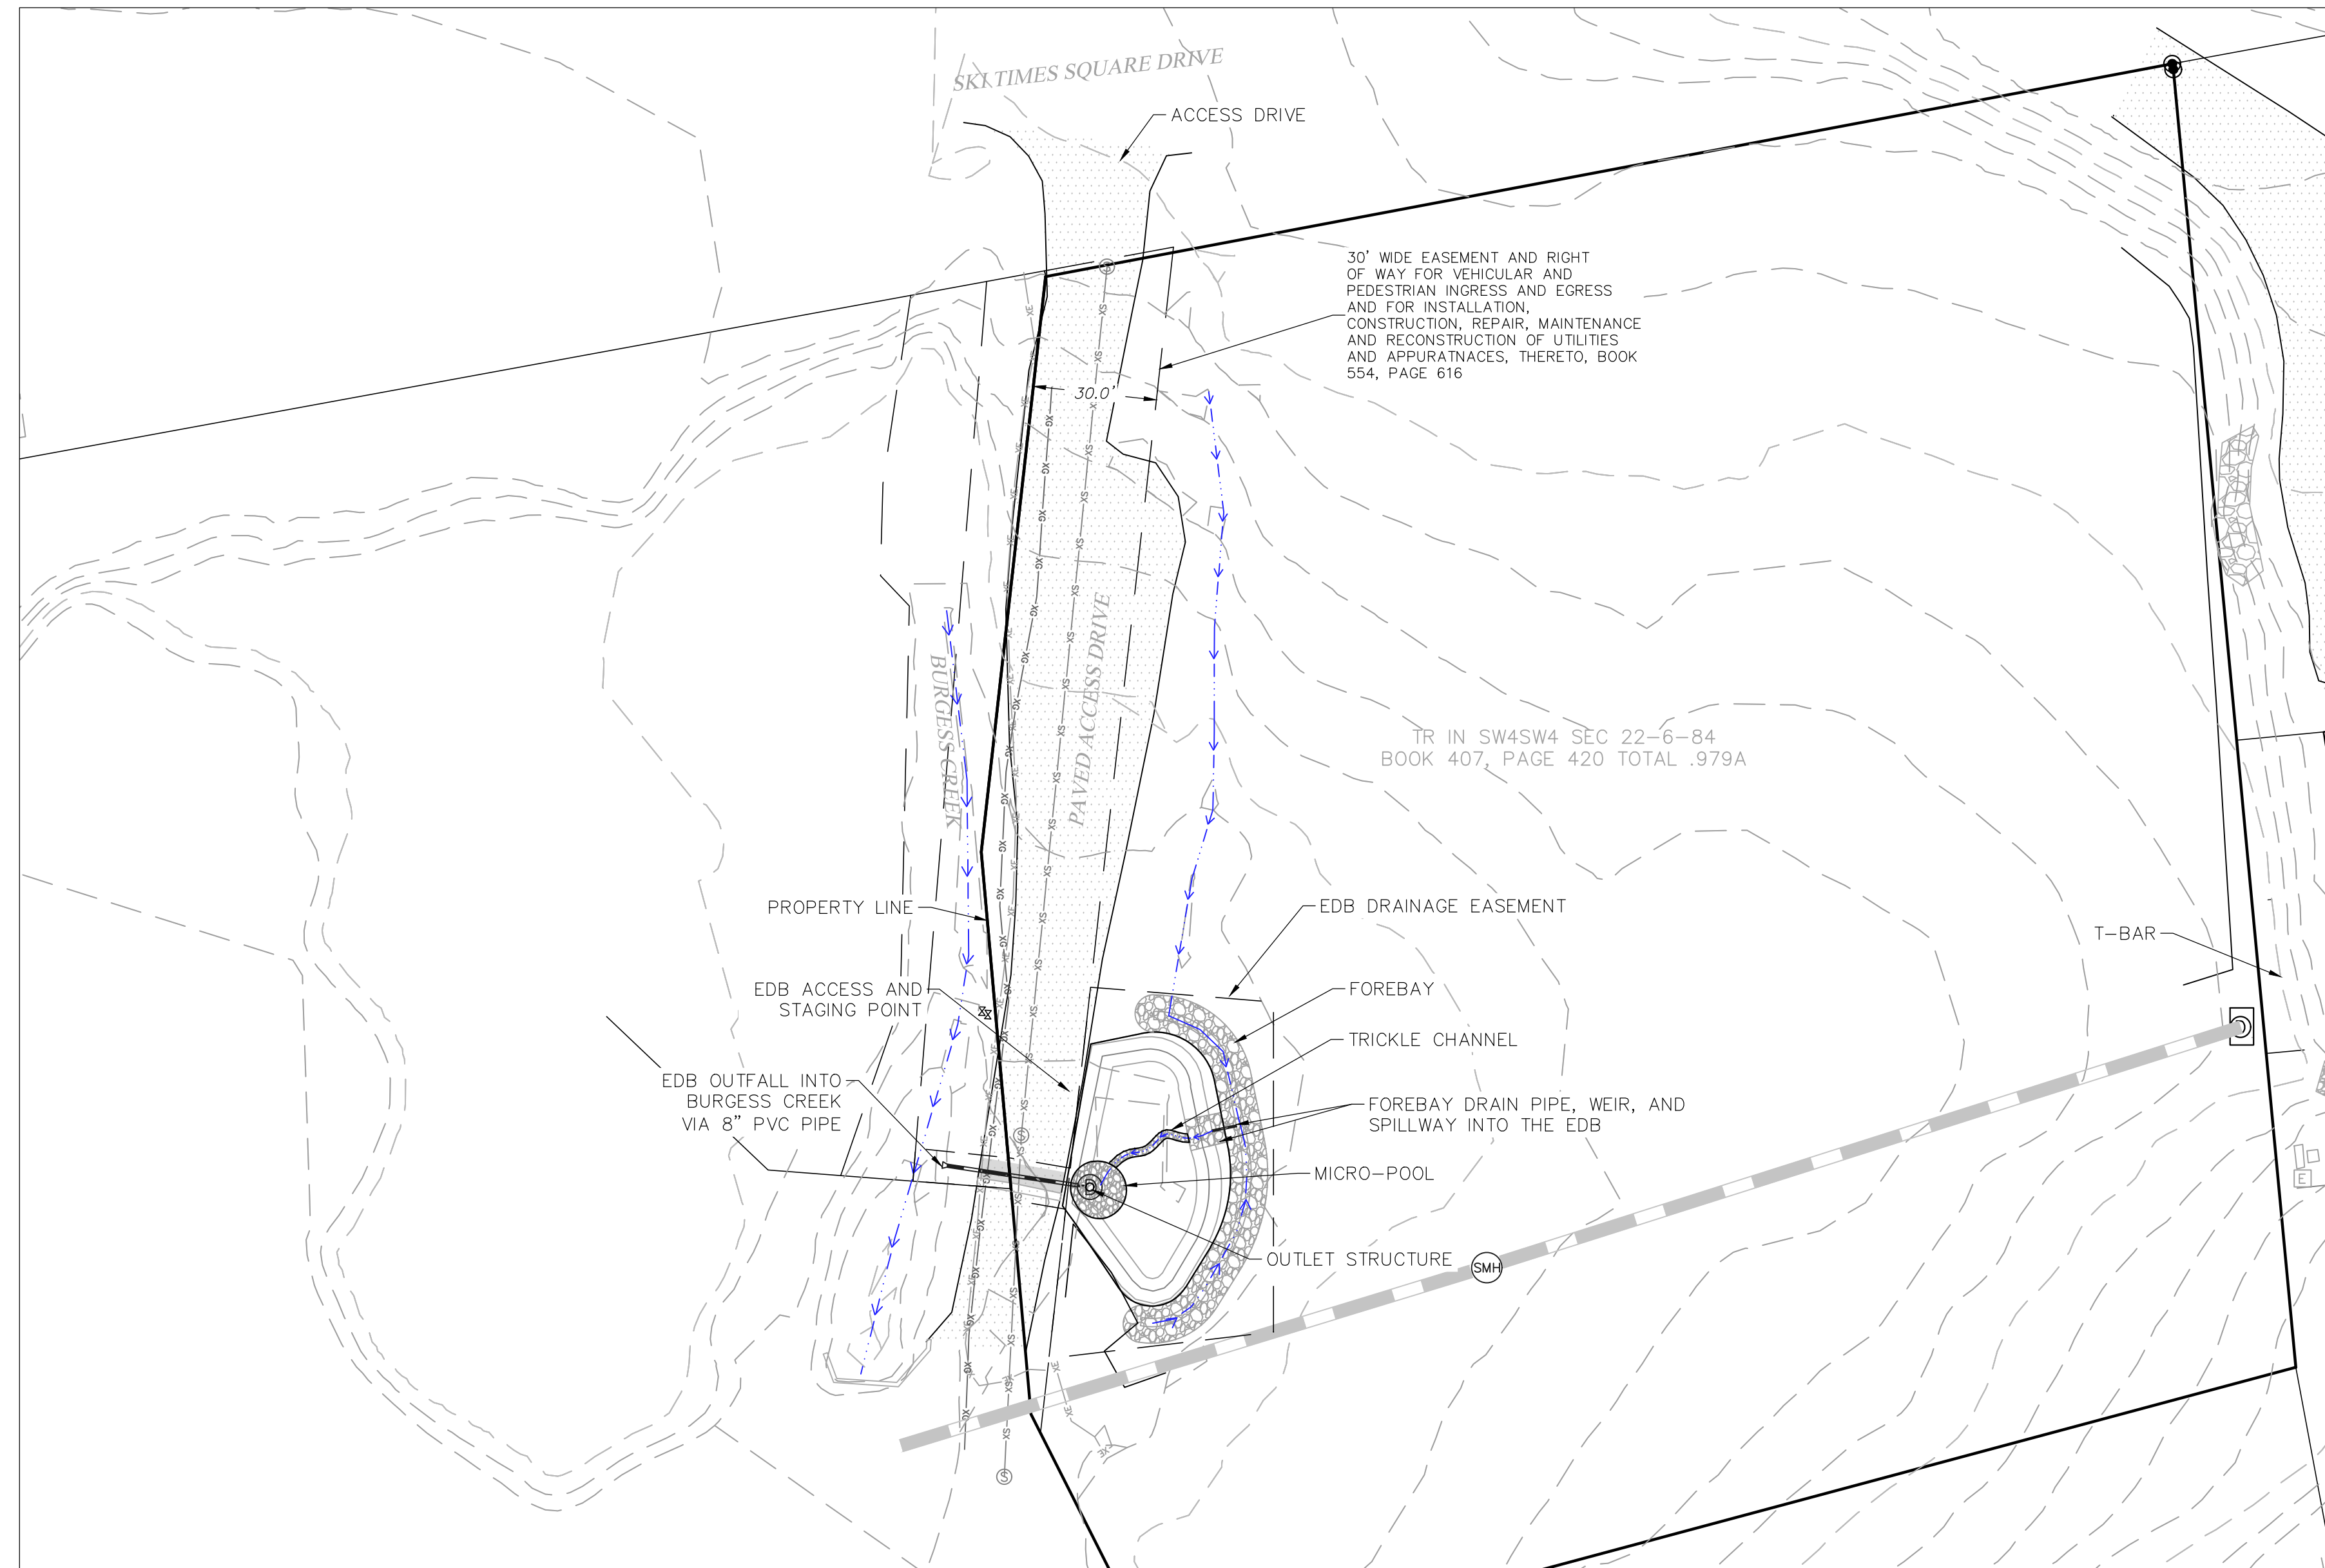 SKI TIMES SQUARE DRIVE
ACCESS DRIVE
30' WIDE EASEMENT AND RIGHT
OF WAY FOR VEHICULAR AND
PEDESTRIAN INGRESS AND EGRESS
AND FOR INSTALLATION,
CONSTRUCTION, REPAIR, MAINTENANCE
AND RECONSTRUCTION OF UTILITIES
AND APPURATNACES, THERETO, BOOK
554, PAGE 616
30.0'
BURGESS CREEK
PAVED ACCESS DRIVE
TR IN SW4SW4 SEC 22-6-84
BOOK 407, PAGE 420 TOTAL .979A
PROPERTY LINE
EDB DRAINAGE EASEMENT
T-BAR
EDB ACCESS AND
STAGING POINT
FOREBAY
TRICKLE CHANNEL
EDB OUTFALL INTO
BURGESS CREEK
VIA 8" PVC PIPE
FOREBAY DRAIN PIPE, WEIR, AND
SPILLWAY INTO THE EDB
MICRO-POOL
OUTLET STRUCTURE
SMH
E
S
S
S
XE
XG
XS